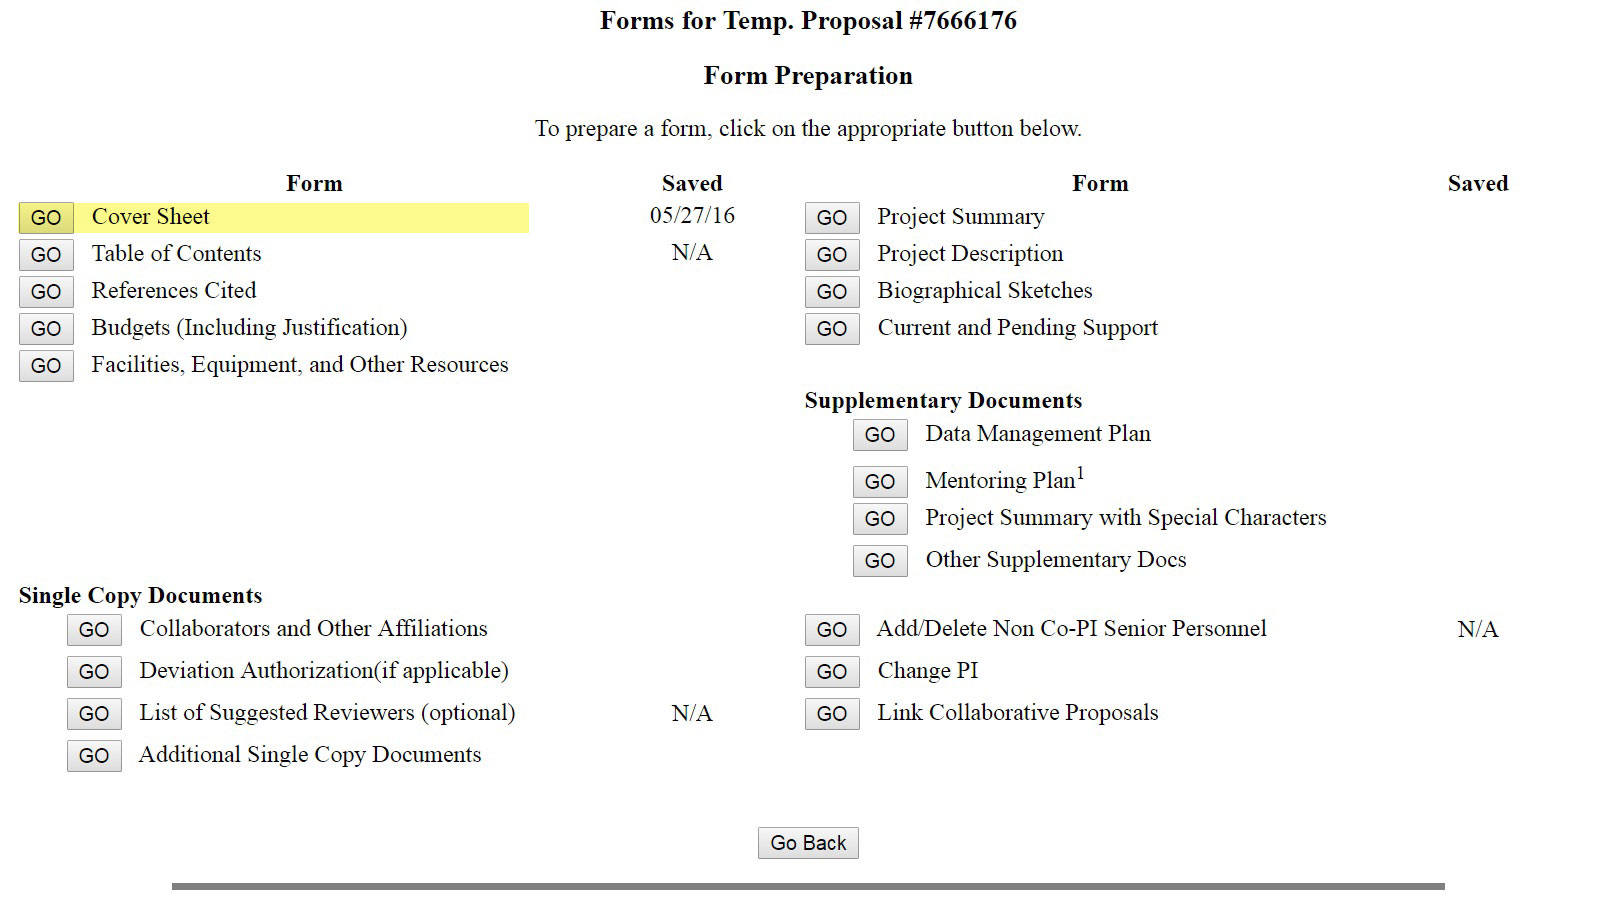 Forms for Temp. Proposal #7666176
Form Preparation
To prepare a form, click on the appropriate button below.
Form Saved Form Saved
GO Cover Sheet 05/27/16 GO Project Summary
GO Table of Contents N/A GO Project Description
GO References Cited GO Biographical Sketches
GO Budgets (Including Justification) GO Current and Pending Support
GO Facilities, Equipment, and Other Resources
Supplementary Documents
GO Data Management Plan
GO Mentoring Plan1
GO Project Summary with Special Characters
GO Other Supplementary Docs
Single Copy Documents
GO Collaborators and Other Affiliations GO Add/Delete Non Co-PI Senior Personnel N/A
GO Deviation Authorization(if applicable) GO Change PI
GO List of Suggested Reviewers (optional) N/A GO Link Collaborative Proposals
GO Additional Single Copy Documents
Go Back